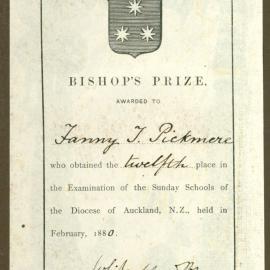 BISHOP'S PRIZE.
AWARDED TO
Fanny T. Pickmere
who obtained the twelfth place in
the Examination of the Sunday Schools of
the Diocese of Auckland, N.Z., held in
February, 1880.